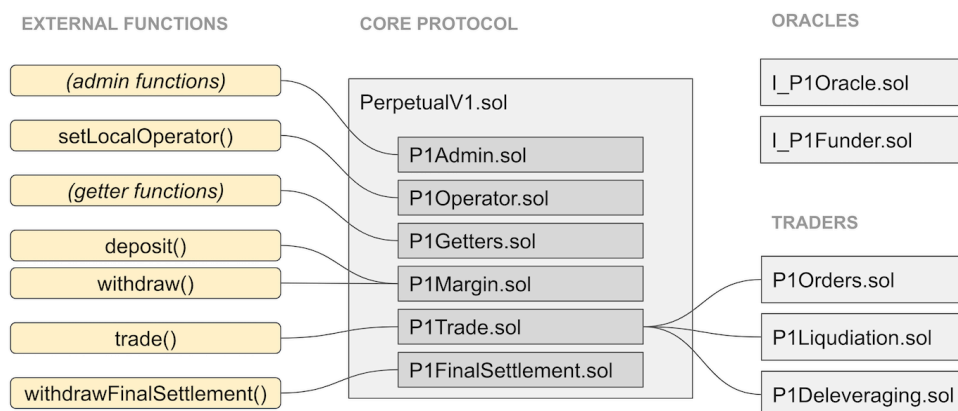 EXTERNAL FUNCTIONS
(admin functions)
setLocalOperator()
(getter functions)
deposit()
withdraw()
trade()
withdrawFinalSettlement()
CORE PROTOCOL
PerpetualV1.sol
P1Admin.sol
P1Operator.sol
P1Getters.sol
P1Margin.sol
P1Trade.sol
P1FinalSettlement.sol
ORACLES
I_P1Oracle.sol
I_P1Funder.sol
TRADERS
P1Orders.sol
P1Liqudiation.sol
P1Deleveraging.sol